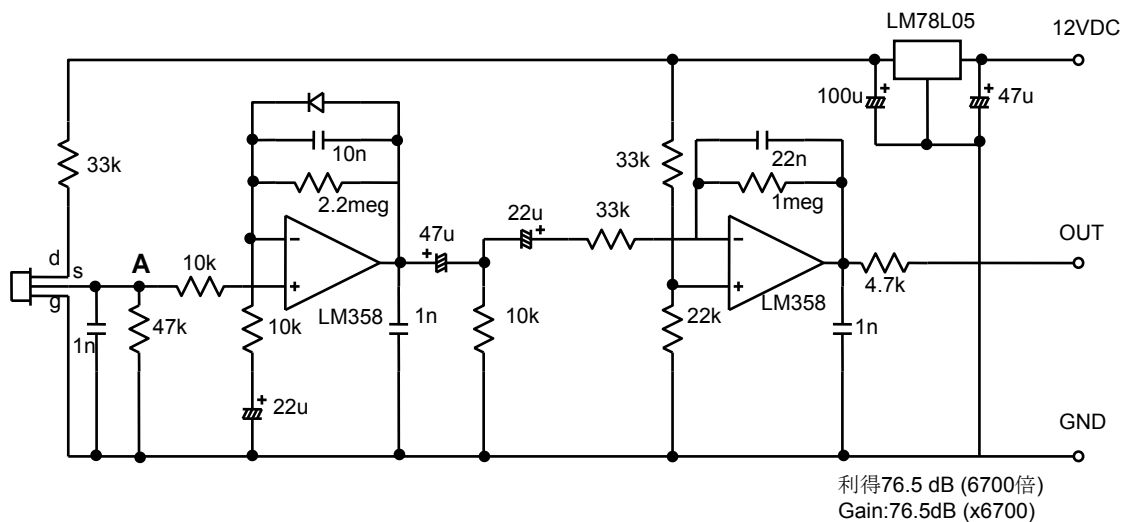 LM78L05
12VDC
100u
47u
10n
33k
2.2meg
33k
22n
1meg
d
s
g
A
10k
47u
22u
33k
OUT
LM358
LM358
4.7k
1n
47k
10k
1n
10k
22k
1n
22u
GND
利得76.5 dB (6700倍)
Gain:76.5dB (x6700)